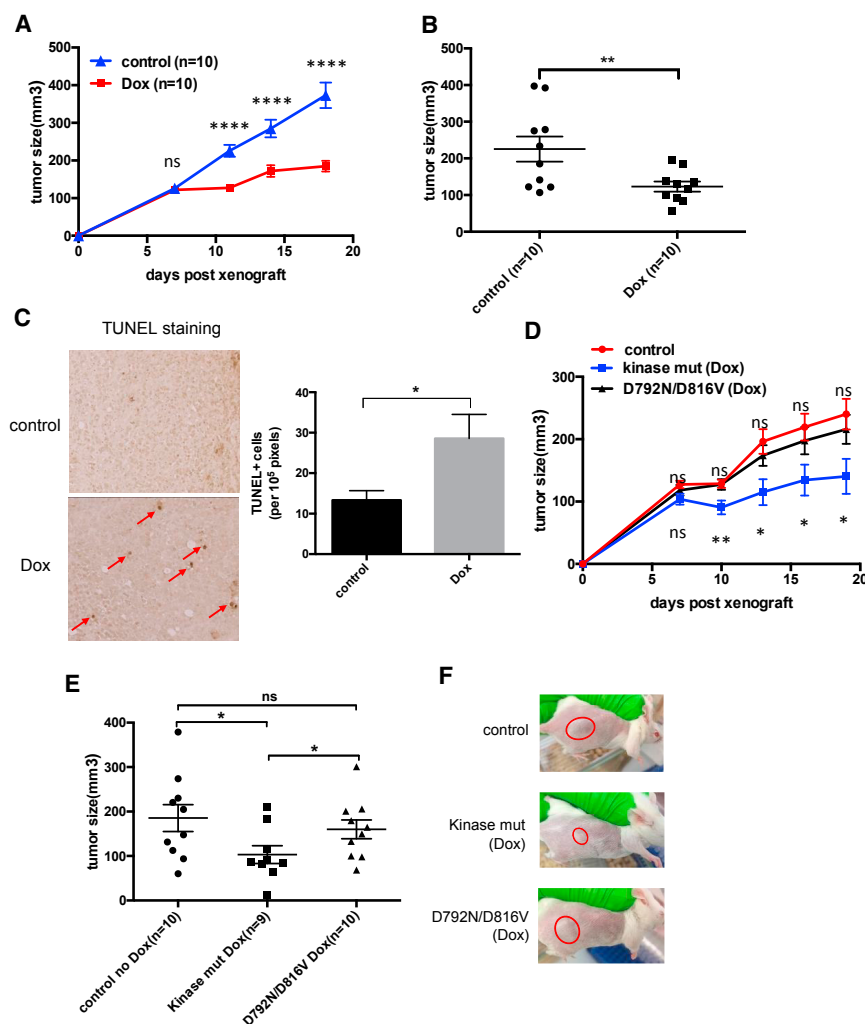 A
control (n=10)
Dox (n=10)
tumor size(mm3)
500
400
300
200
100
0
ns
****
****
****
0
5
10
15
20
days post xenograft
B
**
tumor size(mm3)
500
400
300
200
100
0
control (n=10)
Dox (n=10)
C
TUNEL staining
control
Dox
TUNEL+ cells
(per 10⁵ pixels)
40
30
20
10
0
*
control
Dox
D
control
kinase mut (Dox)
D792N/D816V (Dox)
tumor size(mm3)
300
200
100
0
ns
ns
ns
ns
ns
ns
**
*
*
*
0
5
10
15
20
days post xenograft
E
ns
*
*
tumor size(mm3)
400
300
200
100
0
control no Dox(n=10)
Kinase mut Dox(n=9)
D792N/D816V Dox(n=10)
F
control
Kinase mut
(Dox)
D792N/D816V
(Dox)